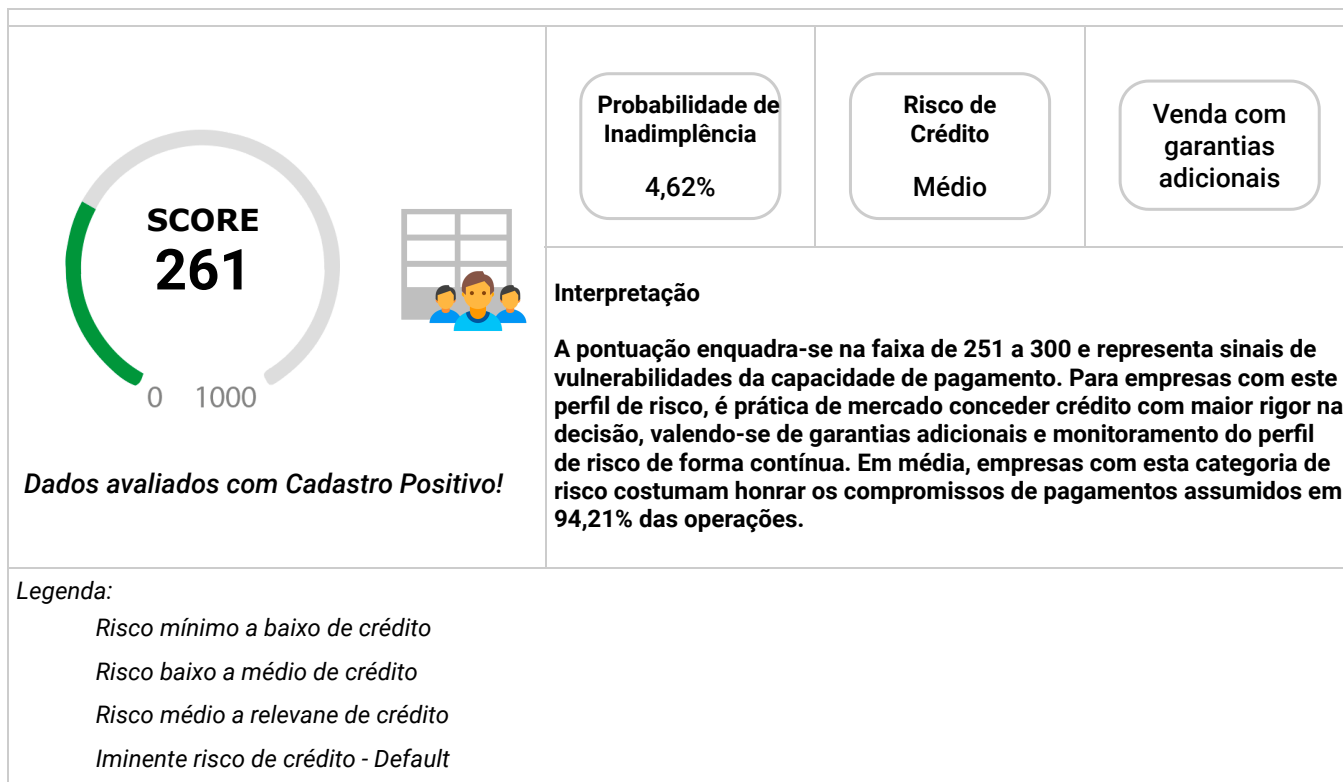 SCORE
261
0 1000
Dados avaliados com Cadastro Positivo!
Probabilidade de
Inadimplência
4,62%
Risco de
Crédito
Médio
Venda com
garantias
adicionais
Interpretação
A pontuação enquadra-se na faixa de 251 a 300 e representa sinais de
vulnerabilidades da capacidade de pagamento. Para empresas com este
perfil de risco, é prática de mercado conceder crédito com maior rigor na
decisão, valendo-se de garantias adicionais e monitoramento do perfil
de risco de forma contínua. Em média, empresas com esta categoria de
risco costumam honrar os compromissos de pagamentos assumidos em
94,21% das operações.
Legenda:
Risco mínimo a baixo de crédito
Risco baixo a médio de crédito
Risco médio a relevane de crédito
Iminente risco de crédito - Default